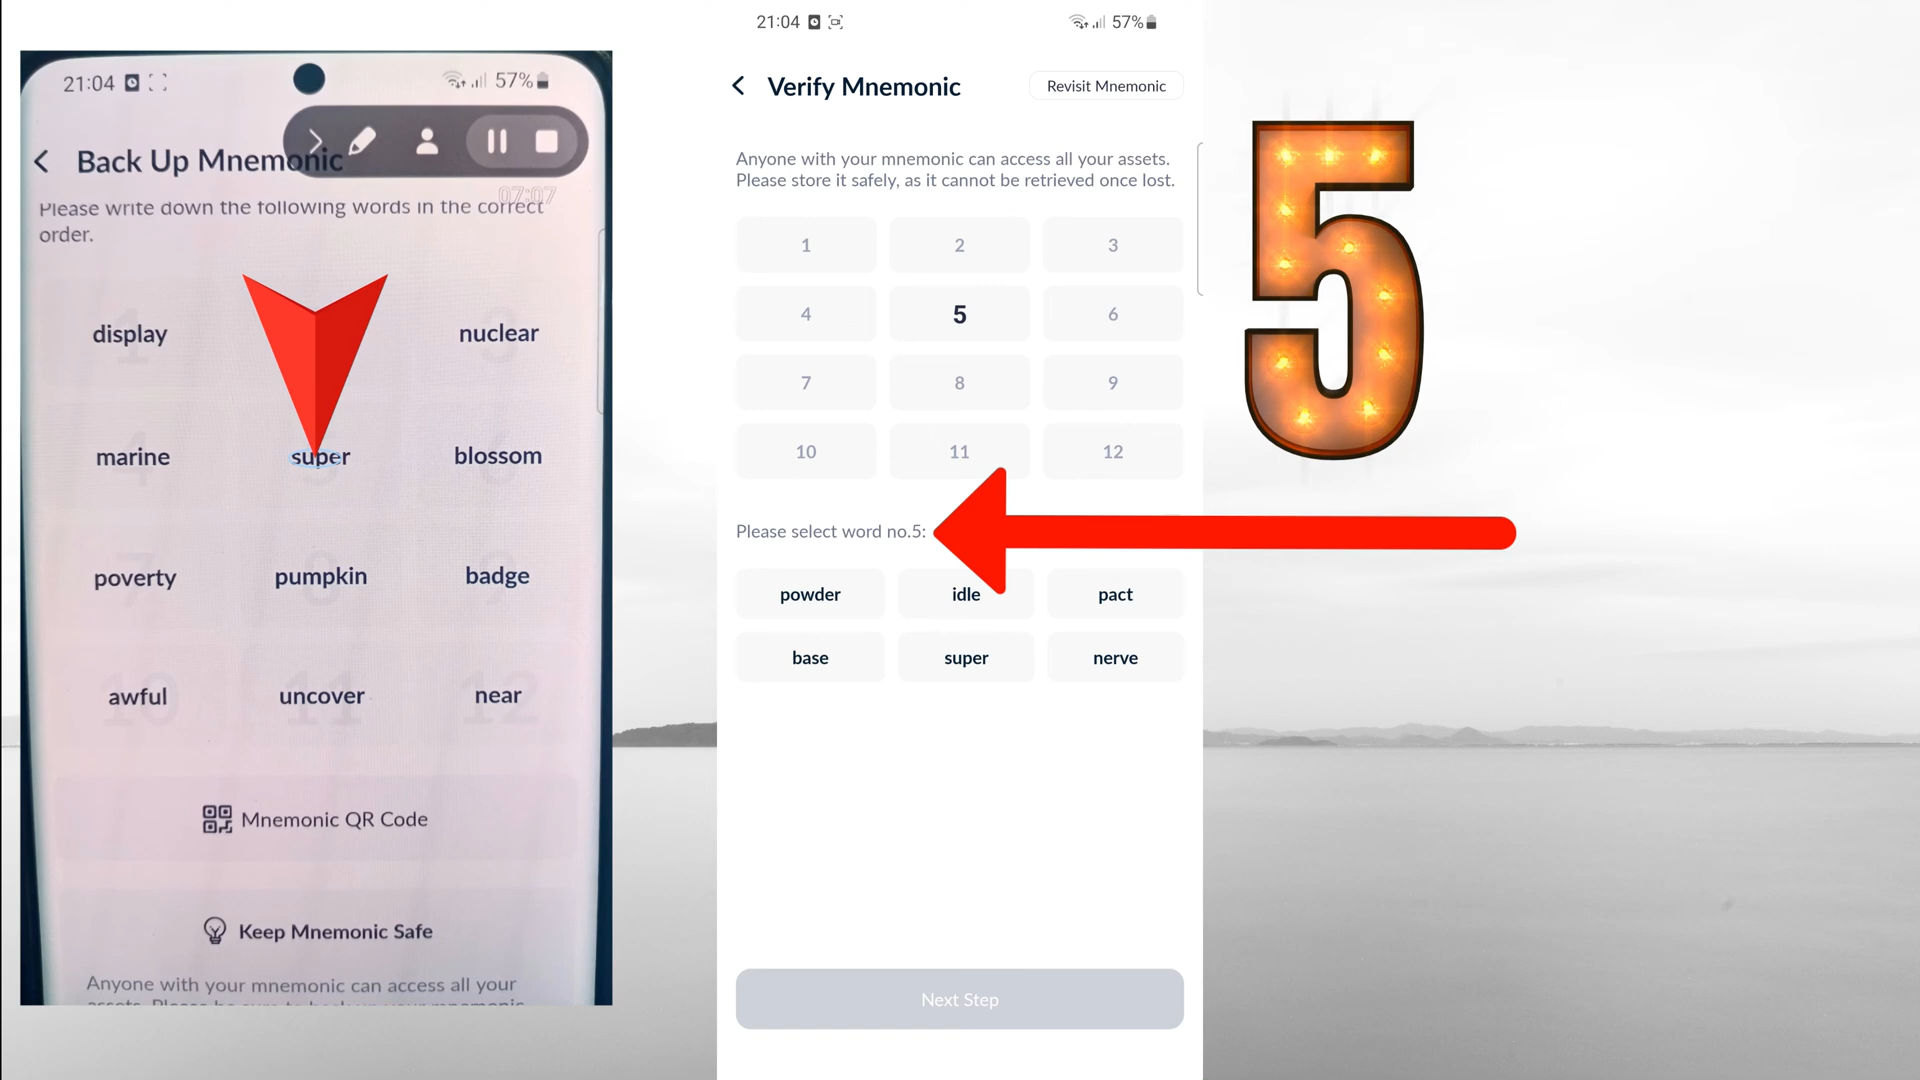 21:04
57%
Back Up Mnemonic
07:07
Please write down the following words in the correct
order.
display
nuclear
marine
super
blossom
poverty
pumpkin
badge
awful
uncover
near
Mnemonic QR Code
Keep Mnemonic Safe
Anyone with your mnemonic can access all your
21:04
57%
Verify Mnemonic
Revisit Mnemonic
Anyone with your mnemonic can access all your assets.
Please store it safely, as it cannot be retrieved once lost.
1 2 3
4 5 6
7 8 9
10 11 12
Please select word no.5:
powder idle pact
base super nerve
Next Step
5